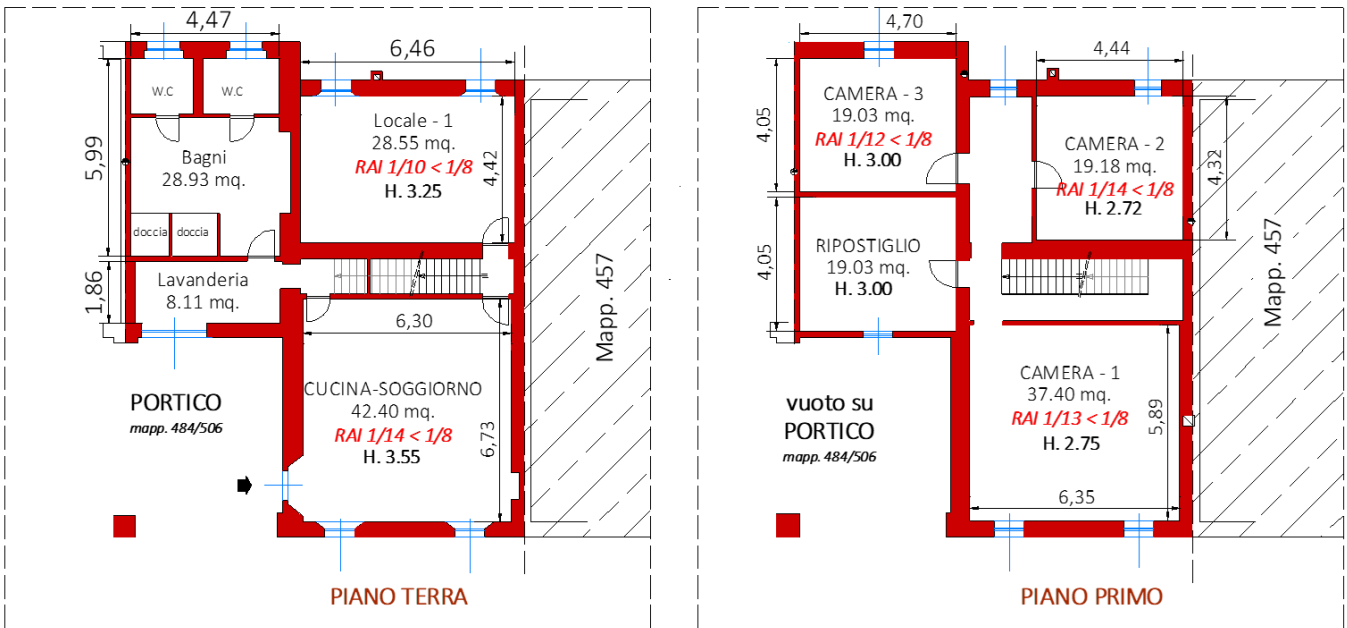 4,47
6,46
w.c
w.c
5,99
Bagni
28.93 mq.
doccia
doccia
Locale - 1
28.55 mq.
RAI 1/10 < 1/8
H. 3.25
4,42
1,86
Lavanderia
8.11 mq.
6,30
CUCINA-SOGGIORNO
42.40 mq.
RAI 1/14 < 1/8
H. 3.55
6,73
PORTICO
mapp. 484/506
Mapp. 457
PIANO TERRA
4,70
4,44
4,05
CAMERA - 3
19.03 mq.
RAI 1/12 < 1/8
H. 3.00
CAMERA - 2
19.18 mq.
RAI 1/14 < 1/8
H. 2.72
4,32
4,05
RIPOSTIGLIO
19.03 mq.
H. 3.00
CAMERA - 1
37.40 mq.
RAI 1/13 < 1/8
H. 2.75
5,89
6,35
vuoto su
PORTICO
mapp. 484/506
Mapp. 457
PIANO PRIMO